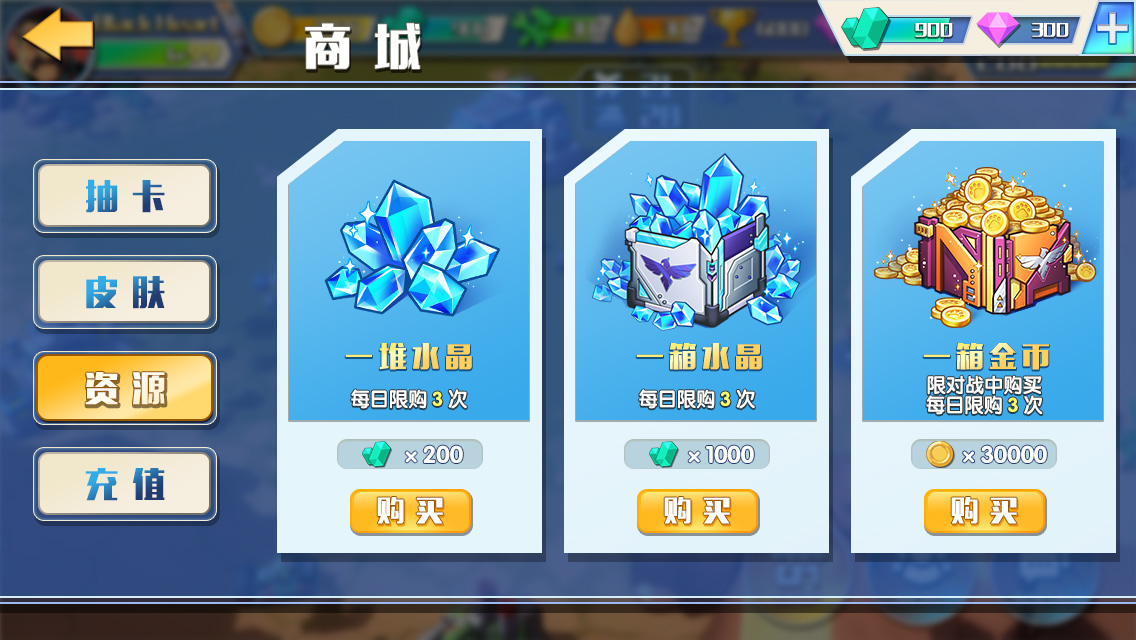 商城
900
300
抽卡
皮肤
资源
充值
一堆水晶
每日限购 3 次
×200
购买
一箱水晶
每日限购 3 次
×1000
购买
一箱金币
限对战中购买
每日限购 3 次
×30000
购买